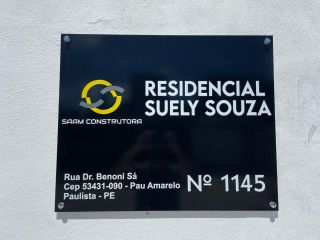 RESIDENCIAL
SUELY SOUZA
SAAM CONSTRUTORA
Rua Dr. Benoni Sá
Cep 53431-090 - Pau Amarelo
Paulista - PE
Nº 1145